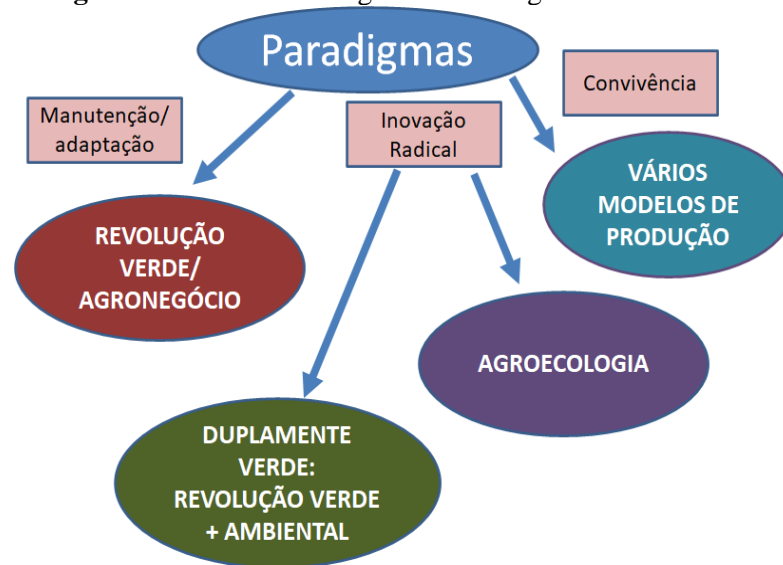 Paradigmas
Convivência
Manutenção/
adaptação
Inovação
Radical
VÁRIOS
MODELOS DE
PRODUÇÃO
REVOLUÇÃO
VERDE/
AGRONEGÓCIO
AGROECOLOGIA
DUPLAMENTE
VERDE:
REVOLUÇÃO VERDE
+ AMBIENTAL